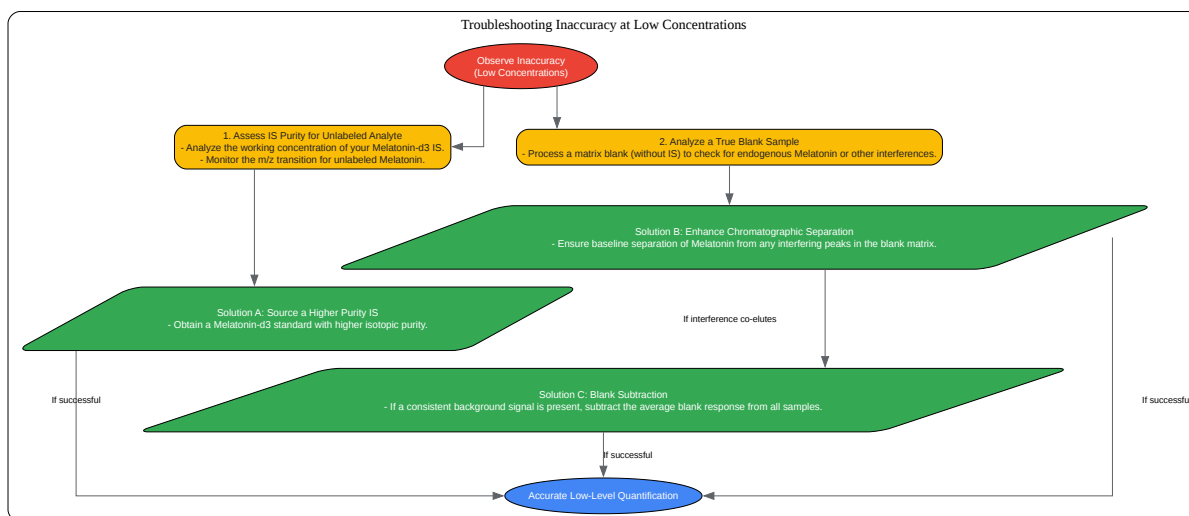 Troubleshooting Inaccuracy at Low Concentrations
Observe Inaccuracy
(Low Concentrations)
1. Assess IS Purity for Unlabeled Analyte
- Analyze the working concentration of your Melatonin-d3 IS.
- Monitor the m/z transition for unlabeled Melatonin.
2. Analyze a True Blank Sample
- Process a matrix blank (without IS) to check for endogenous Melatonin or other interferences.
Solution B: Enhance Chromatographic Separation
- Ensure baseline separation of Melatonin from any interfering peaks in the blank matrix.
Solution A: Source a Higher Purity IS
- Obtain a Melatonin-d3 standard with higher isotopic purity.
If interference co-elutes
If successful
Solution C: Blank Subtraction
- If a consistent background signal is present, subtract the average blank response from all samples.
If successfu
If successful
Accurate Low-Level Quantification